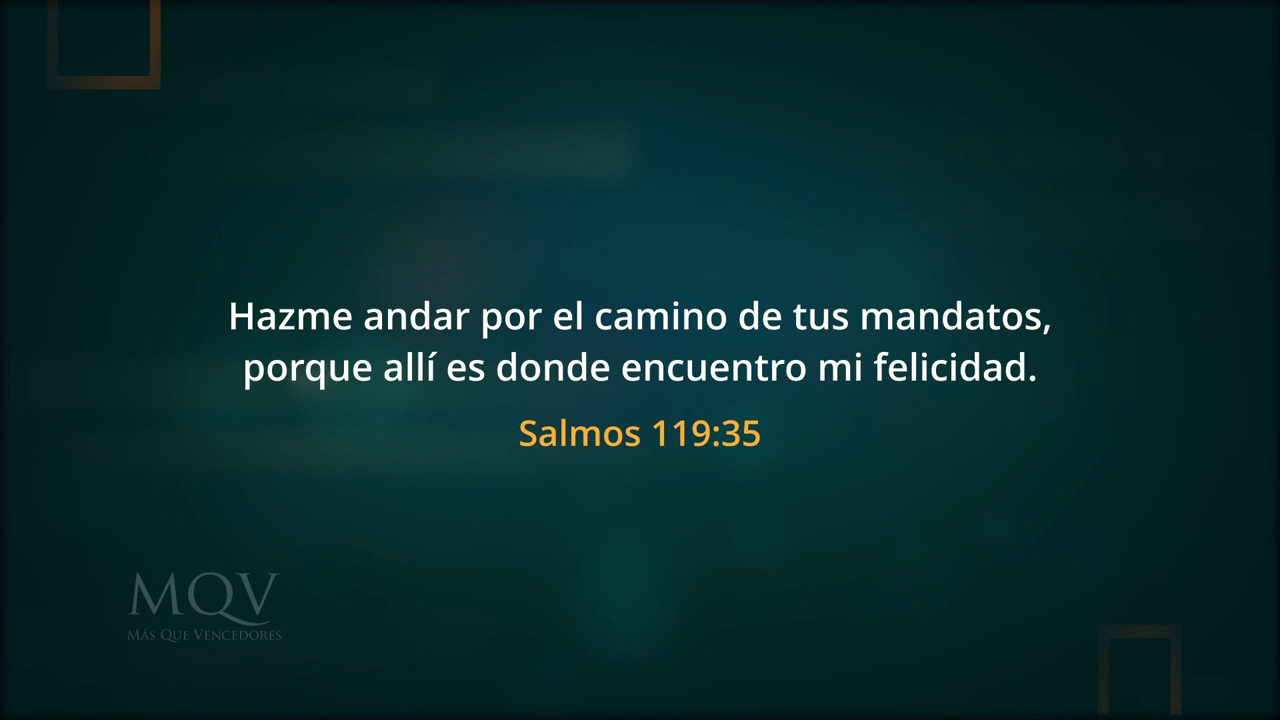 Hazme andar por el camino de tus mandatos,
porque allí es donde encuentro mi felicidad.
Salmos 119:35
MQV
Más Que Vencedores